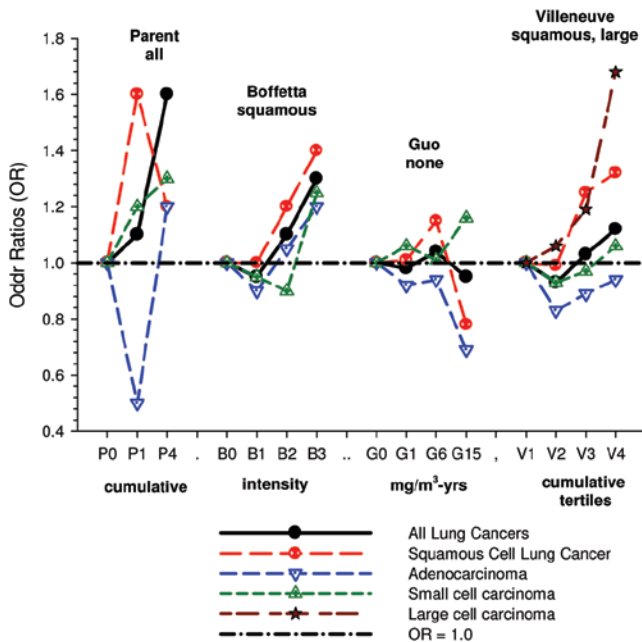 Parent
all
Boffetta
squamous
Guo
none
Villeneuve
squamous, large
Oddr Ratios (OR)
1.8
1.6
1.4
1.2
1.0
0.8
0.6
0.4
P0 P1 P4 . B0 B1 B2 B3 .. G0 G1 G6 G15 , V1 V2 V3 V4
cumulative
intensity
mg/m³-yrs
cumulative
tertiles
All Lung Cancers
Squamous Cell Lung Cancer
Adenocarcinoma
Small cell carcinoma
Large cell carcinoma
OR = 1.0